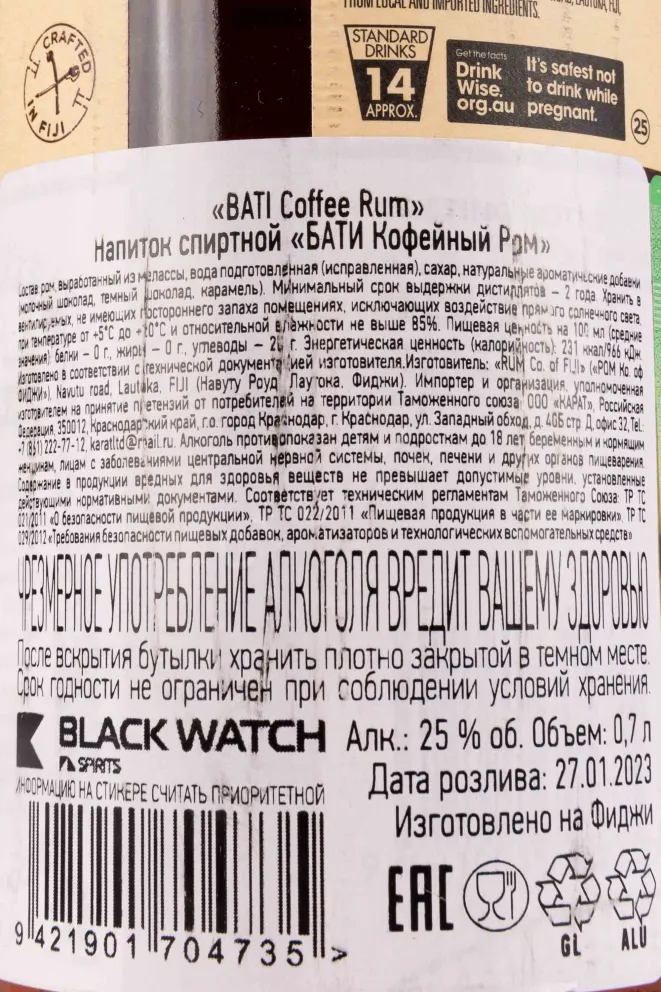 FROM LOCAL AND IMPORTED INGREDIENTS.
LAUTOKA, FIJI,
CRAFTED
IN FIJI
STANDARD
DRINKS
14
APPROX.
Get the facts
Drink
Wise.
org.au
It's safest not
to drink while
pregnant.
25
«BATI Coffee Rum»
Напиток спиртной «БАТИ Кофейный Ром»
Состав: ром, выработанный из мелассы, вода подготовленная (исправленная), сахар, натуральные ароматические добавки
(молочный шоколад, темный шоколад, карамель). Минимальный срок выдержки дистиллятов – 2 года. Хранить в
вентилируемых, не имеющих постороннего запаха помещениях, исключающих воздействие прямого солнечного света,
при температуре от +5°C до +20°C и относительной влажности не выше 85%. Пищевая ценность на 100 мл (средние
значения): белки – 0 г., жиры – 0 г., углеводы – г. Энергетическая ценность (калорийность): 231 ккал/966 кДж.
Изготовлено в соответствии с технической документацией изготовителя.Изготовитель: «RUM Co. of FIJI» («РОМ Ко. оф
ФИДЖИ»), Navutu road, Lautaka, FIJI (Навуту Роуд, Лаутока, Фиджи). Импортер и организация, уполномоченная
изготовителем на принятие претензий от потребителей на территории Таможенного союза: ООО «КАРАТ», Российская
Федерация, 350012, Краснодарский край, г.о. город Краснодар, г. Краснодар, ул. Западный обход, д. 46 стр. Д, офис 32, Tel.:
+7 (861) 222-77-12, karatltd@mail.ru. Алкоголь противопоказан детям и подросткам до 18 лет, беременным и кормящим
женщинам, лицам с заболеваниями центральной нервной системы, почек, печени и других органов пищеварения.
Содержание в продукции вредных для здоровья веществ не превышает допустимые уровни, установленные
действующими нормативными документами. Соответствует техническим регламентам Таможенного Союза: ТР ТС
021/2011 «О безопасности пищевой продукции», ТР ТС 022/2011 «Пищевая продукция в части ее маркировки», ТР ТС
029/2012 «Требования безопасности пищевых добавок, ароматизаторов и технологических вспомогательных средств»
ЧРЕЗМЕРНОЕ УПОТРЕБЛЕНИЕ АЛКОГОЛЯ ВРЕДИТ ВАШЕМУ ЗДОРОВЬЮ
После вскрытия бутылки хранить плотно закрытой в темном месте.
Срок годности не ограничен при соблюдении условий хранения.
BLACK WATCH
SPIRITS
Алк.: 25 % об. Объем: 0,7 л
Дата розлива: 27.01.2023
ИНФОРМАЦИЮ НА СТИКЕРЕ СЧИТАТЬ ПРИОРИТЕТНОЙ
Изготовлено на Фиджи
EAC
GL
ALU
9 421901 704735 >